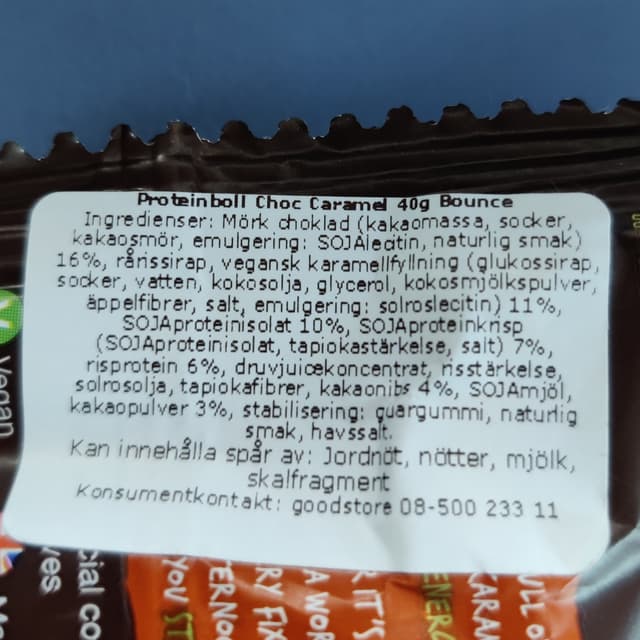 Proteinboll Choc Caramel 40g Bounce
Ingredienser: Mörk choklad (kakaomassa, socker,
kakaosmör, emulgering: SOJAlecitin, naturlig smak)
16%, rårissirap, vegansk karamellfyllning (glukossirap,
socker, vatten, kokosolja, glycerol, kokosmjölkspulver,
äppelfibrer, salt, emulgering: solroslecitin) 11%,
SOJAproteinisolat 10%, SOJAproteinkrisp
(SOJAproteinisolat, tapiokastärkelse, salt) 7%,
risprotein 6%, druvjuicekoncentrat, risstärkelse,
solrosolja, tapiokafibrer, kakaonibs 4%, SOJAmjöl,
kakaopulver 3%, stabilisering: guargummi, naturlig
smak, havssalt.
Kan innehålla spår av: Jordnöt, nötter, mjölk,
skalfragment
Konsumentkontakt: goodstore 08-500 233 11
Vegan